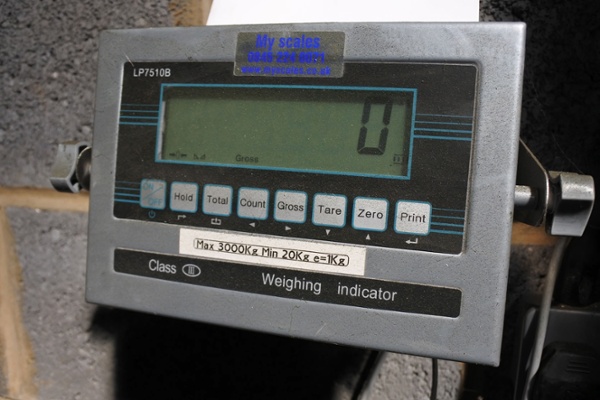 My scales
LP7510B
0
Gross
Hold
Total
Count
Gross
Tare
Zero
Print
Max 3000Kg Min 20Kg e=1Kg
Class III
Weighing indicator